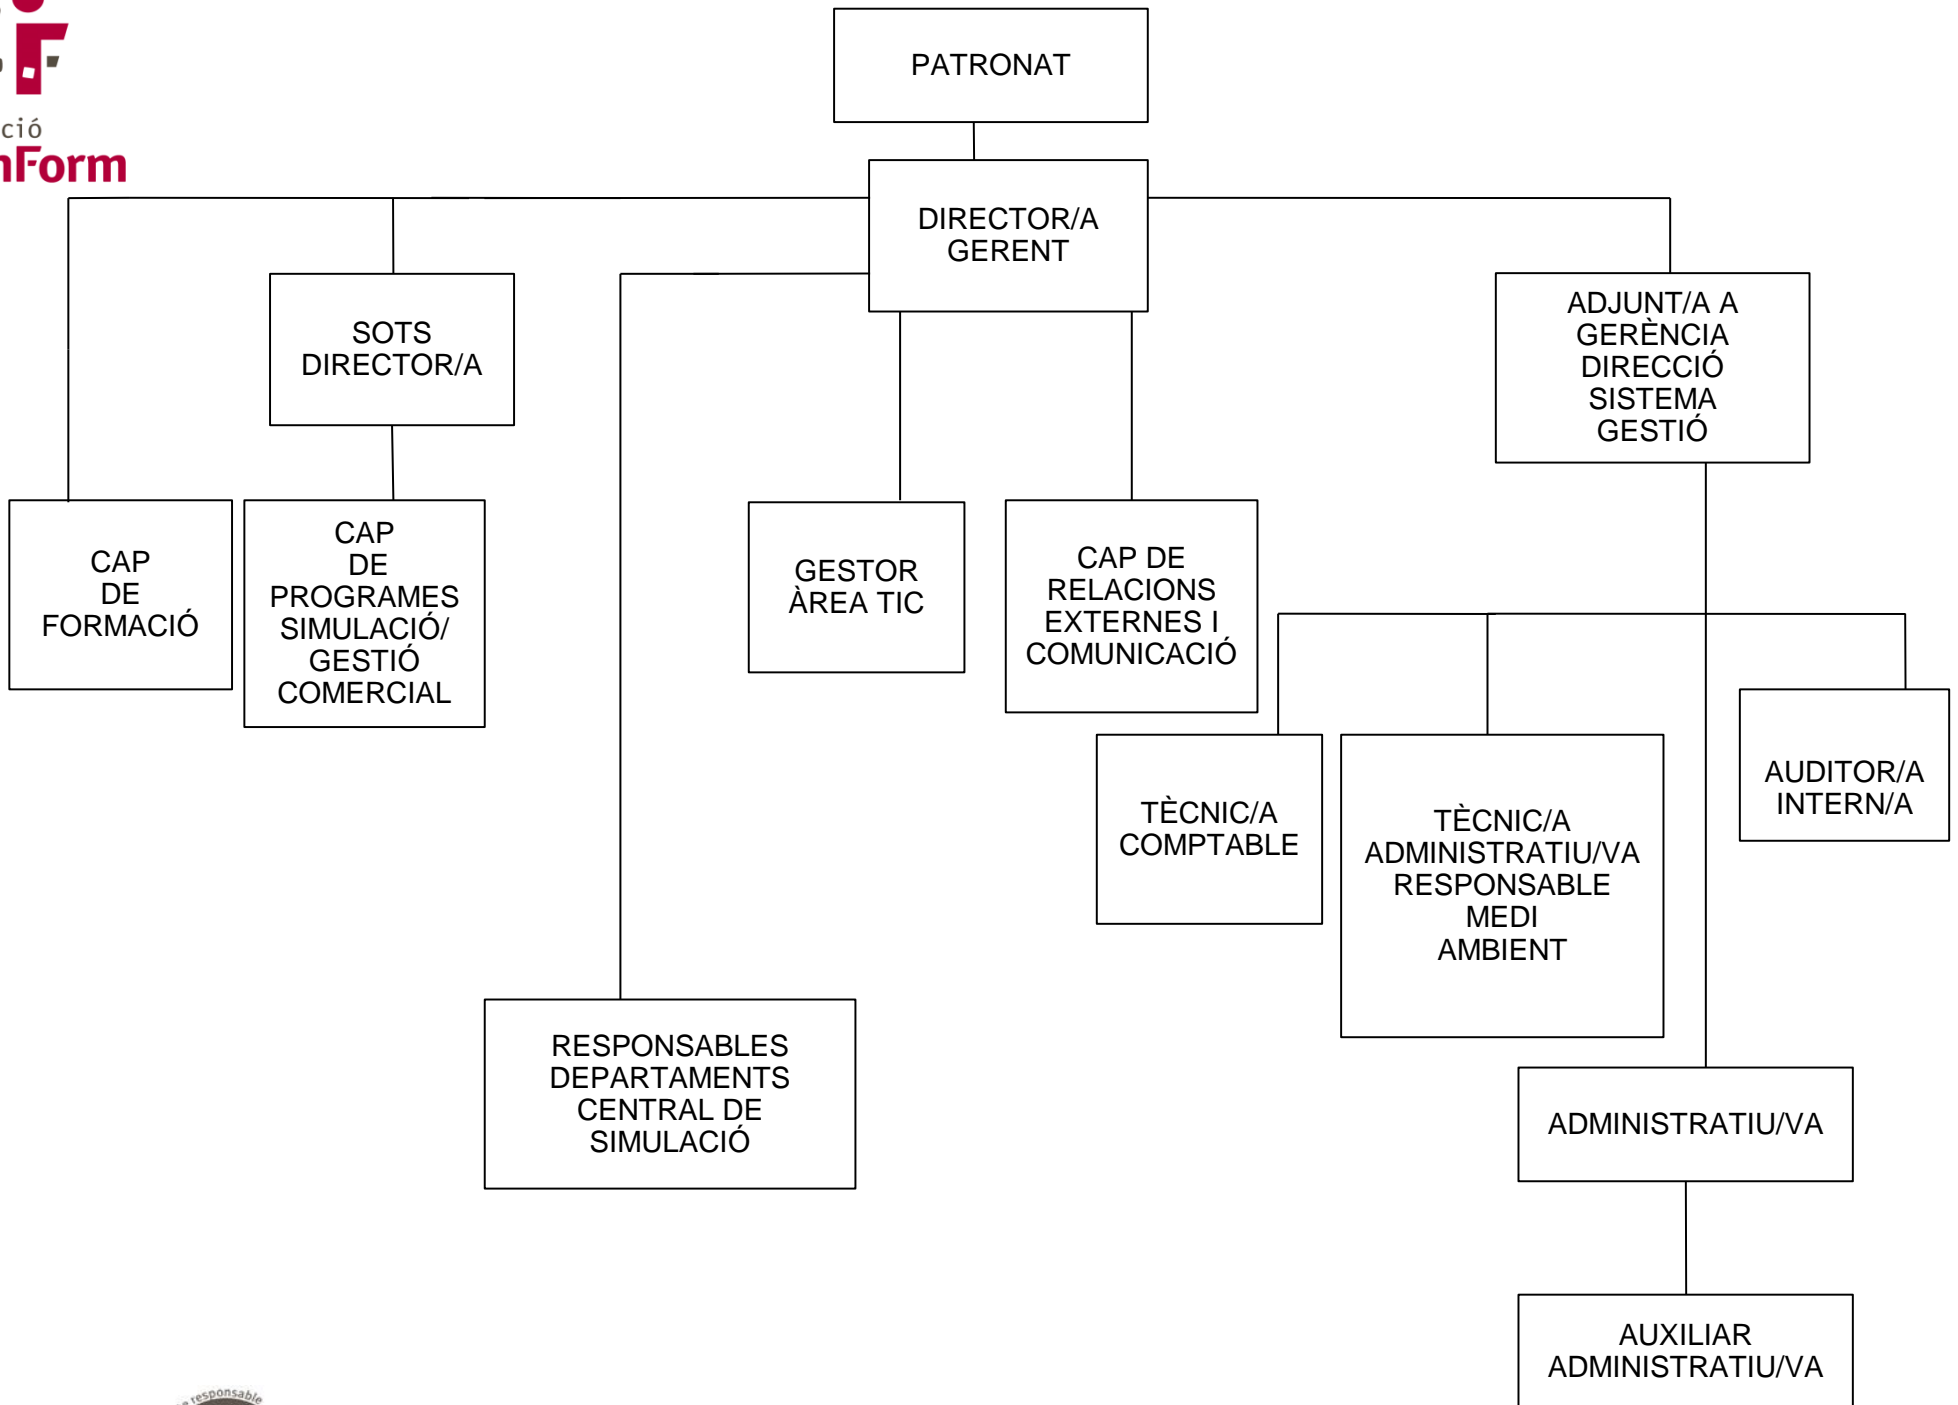 ció
nForm
PATRONAT
DIRECTOR/A
GERENT
SOTS
DIRECTOR/A
ADJUNT/A A
GERÈNCIA
DIRECCIÓ
SISTEMA
GESTIÓ
CAP
DE
FORMACIÓ
CAP
DE
PROGRAMES
SIMULACIÓ/
GESTIÓ
COMERCIAL
GESTOR
ÀREA TIC
CAP DE
RELACIONS
EXTERNES I
COMUNICACIÓ
TÈCNIC/A
COMPTABLE
TÈCNIC/A
ADMINISTRATIU/VA
RESPONSABLE
MEDI
AMBIENT
AUDITOR/A
INTERN/A
RESPONSABLES
DEPARTAMENTS
CENTRAL DE
SIMULACIÓ
ADMINISTRATIU/VA
AUXILIAR
ADMINISTRATIU/VA
responsable